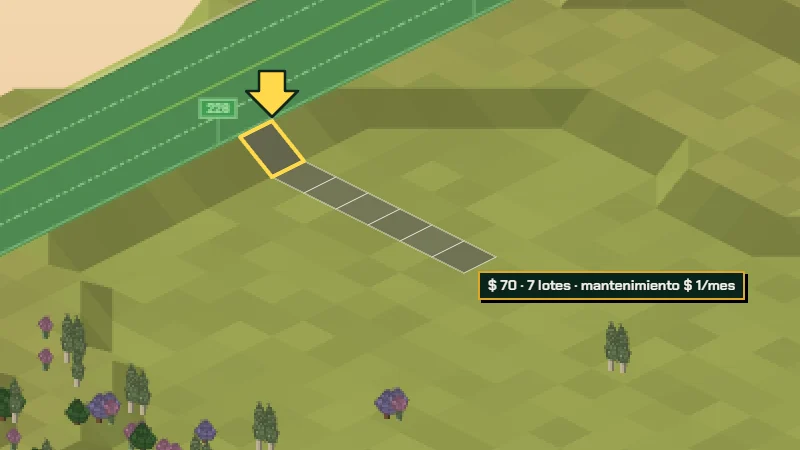 228
$ 70 · 7 lotes · mantenimiento $ 1/mes